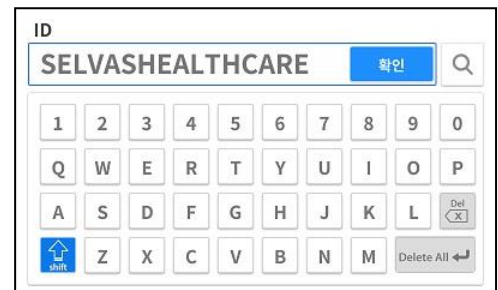 ID
SELVASHEALTHCARE 확인
1 2 3 4 5 6 7 8 9 0
Q W E R T Y U I O P
A S D F G H J K L Del X
shift Z X C V B N M Delete All